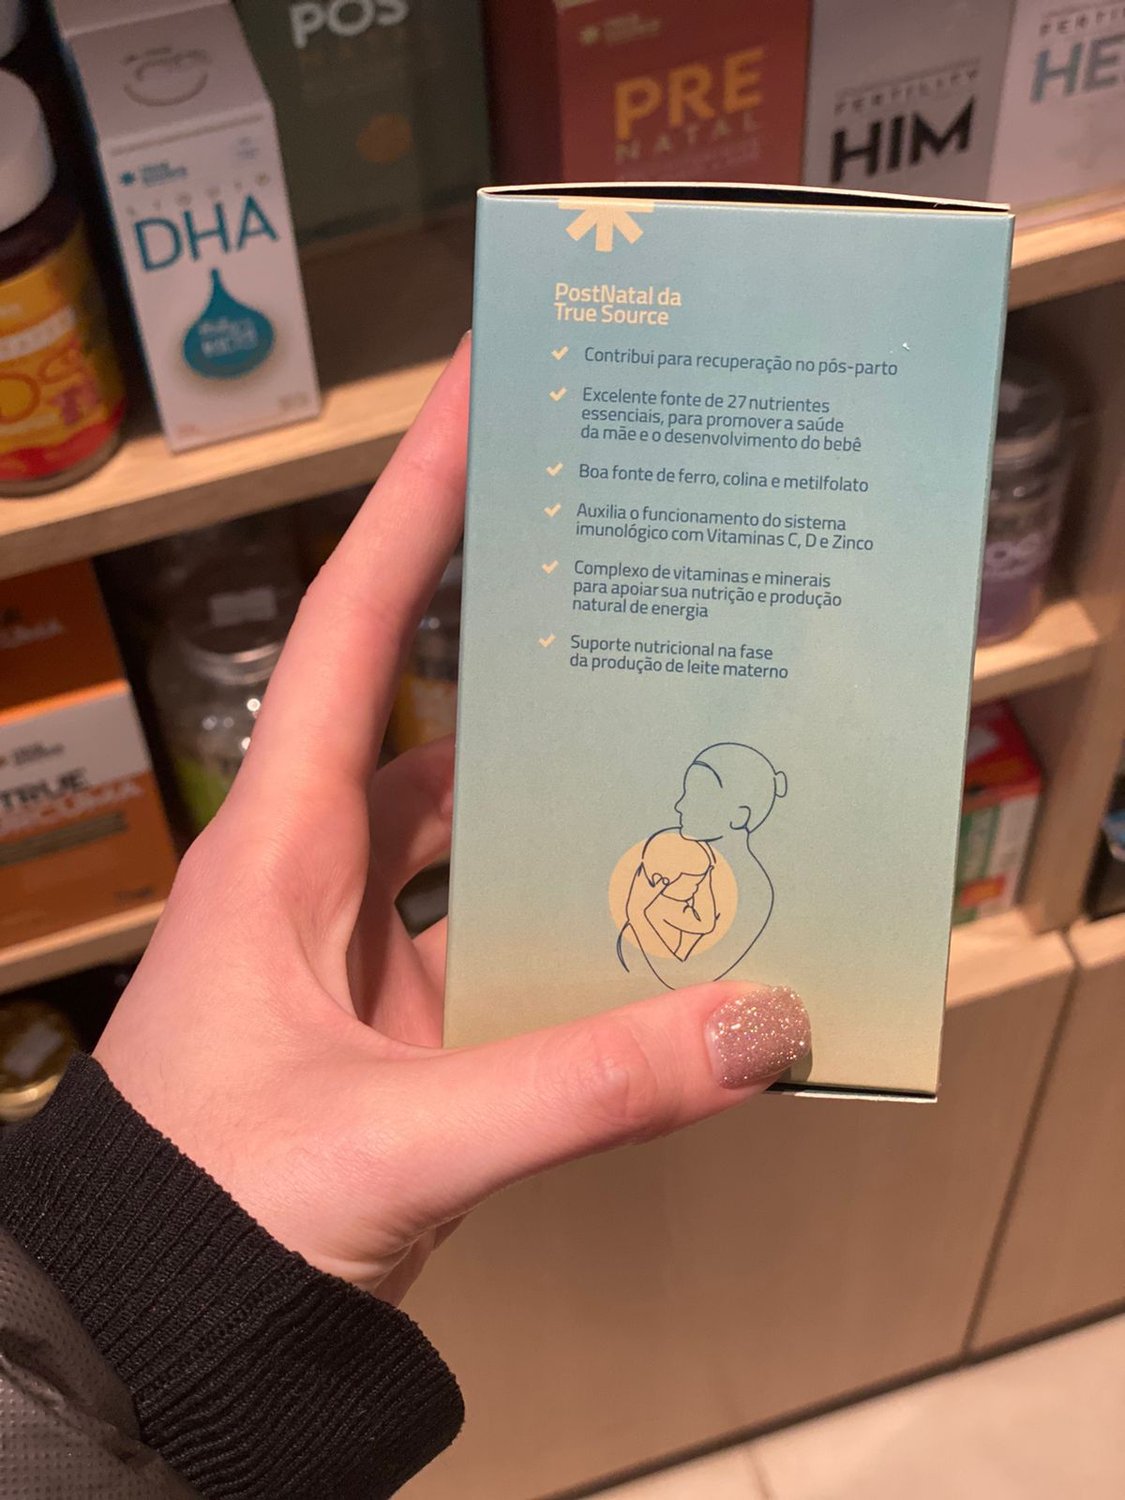 POS
PRE
NATAL
FERTILITY
HIM
HE
DHA
PostNatal da
True Source
Contribui para recuperação no pós-parto
Excelente fonte de 27 nutrientes
essenciais, para promover a saúde
da mãe e o desenvolvimento do bebê
Boa fonte de ferro, colina e metilfolato
Auxilia o funcionamento do sistema
imunológico com Vitaminas C, D e Zinco
Complexo de vitaminas e minerais
para apoiar sua nutrição e produção
natural de energia
Suporte nutricional na fase
da produção de leite materno
TRUE